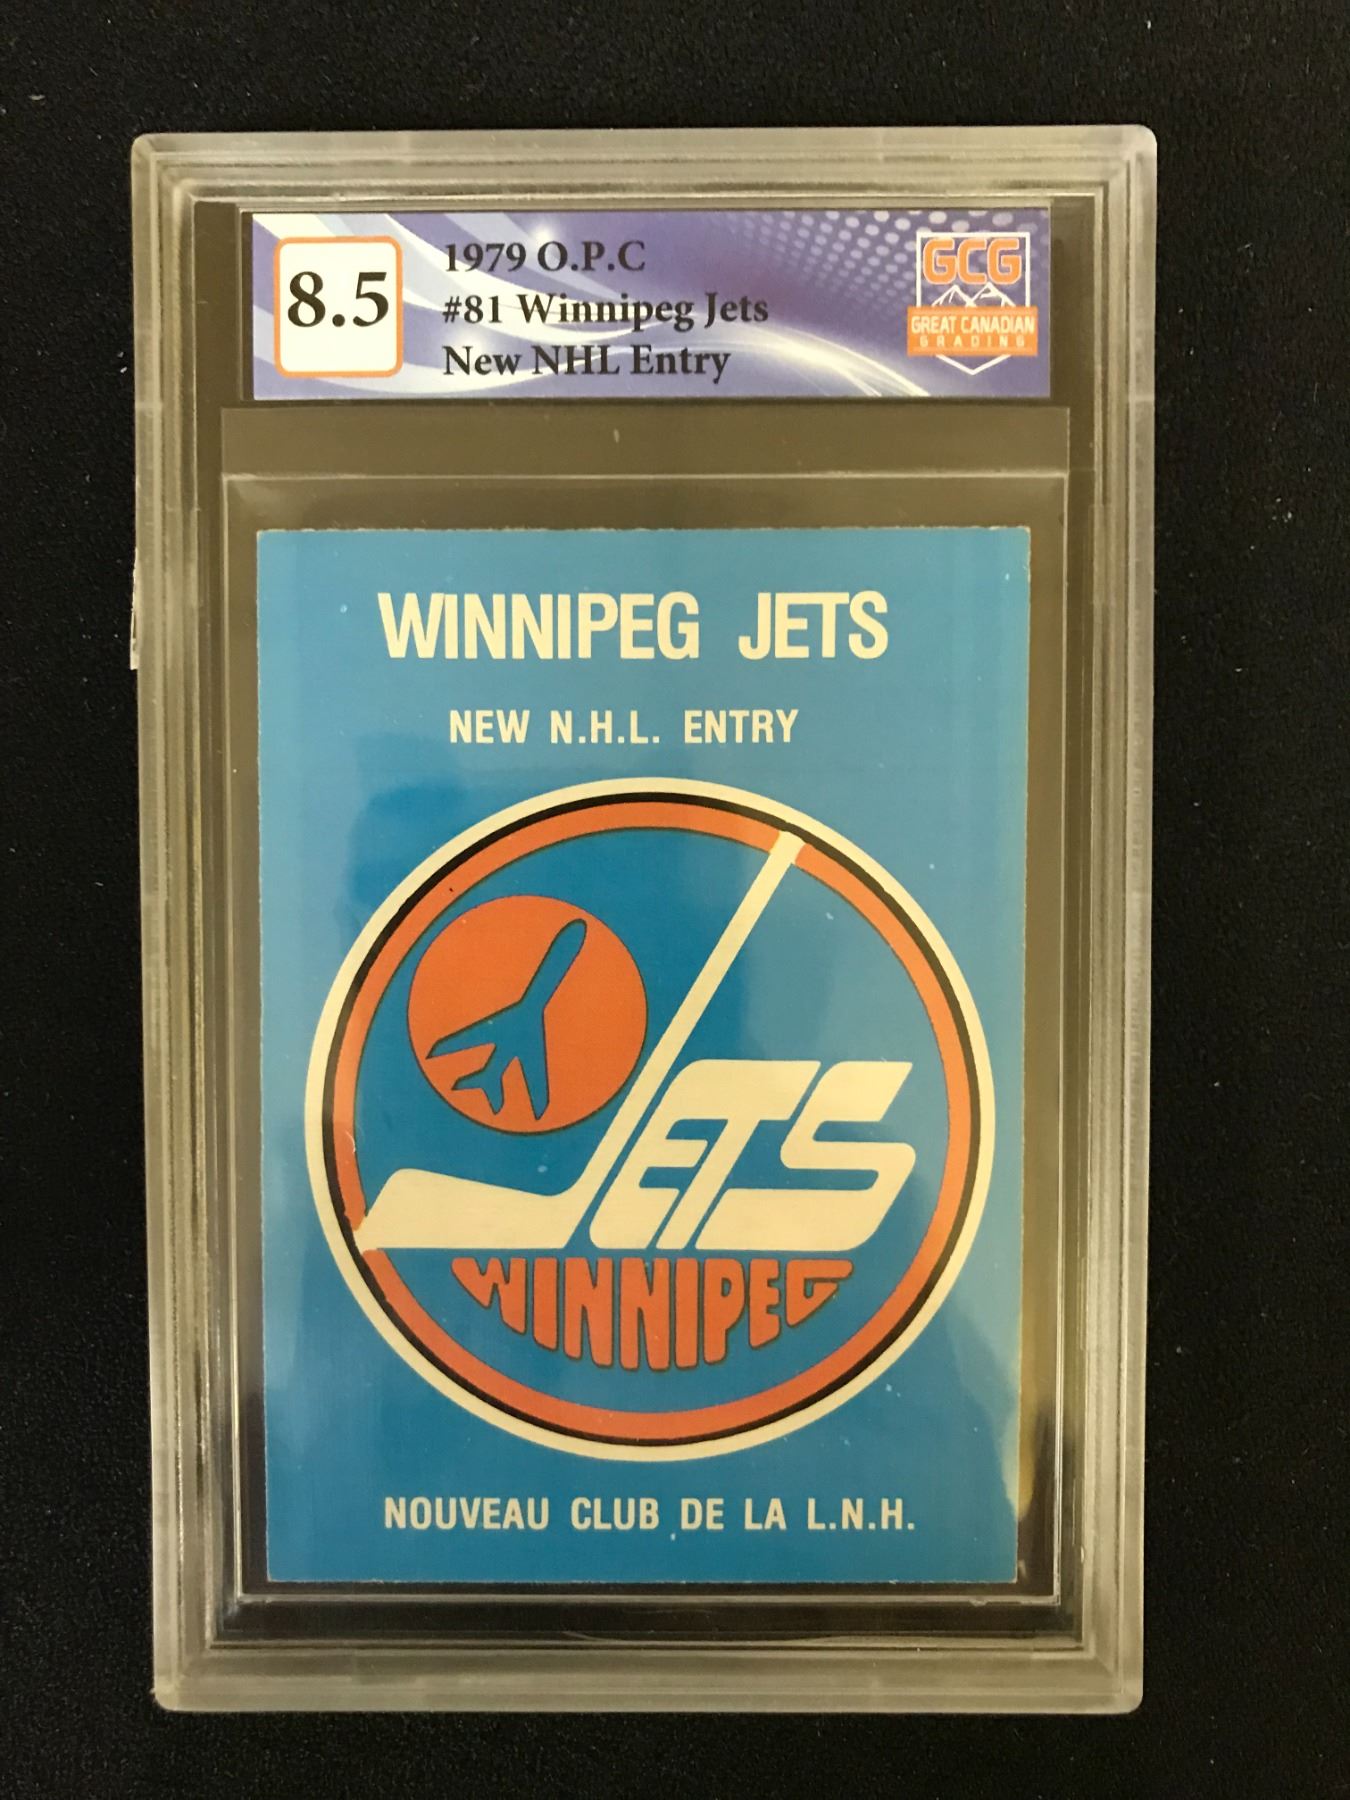 8.5
1979 O.P.C
#81 Winnipeg Jets
New NHL Entry
GCG
GREAT CANADIAN
GRADING
WINNIPEG JETS
NEW N.H.L. ENTRY
JETS
WINNIPEG
NOUVEAU CLUB DE LA L.N.H.